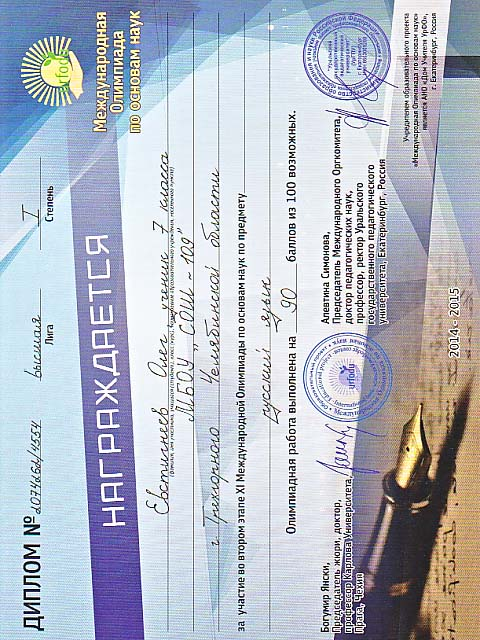 urfodu
Международная
Олимпиада
по основам наук
ДИПЛОМ №
высшая
Лига
I
Степень
НАГРАЖДАЕТСЯ
Евстигнеев Олег, ученик 7 класса
МБОУ "СОШ - 109"
г. Трехгорного Челябинской области
за участие во втором этапе XI Международной Олимпиады по основам наук по предмету
русский язык
Олимпиадная работа выполнена на 90 баллов из 100 возможных.
Богумир Янски,
Председатель жюри, доктор,
профессор Карлова Университета,
Прага, Чехия
urfodu
Алевтина Симонова,
Председатель Международного Оргкомитета,
доктор педагогических наук,
профессор, ректор Уральского
государственного педагогического
университета, Екатеринбург, Россия
Учредителем образовательного проекта
«Международная Олимпиада по основам наук»
является АНО «Дом Учителя УрФО»,
г. Екатеринбург, Россия
2014 - 2015